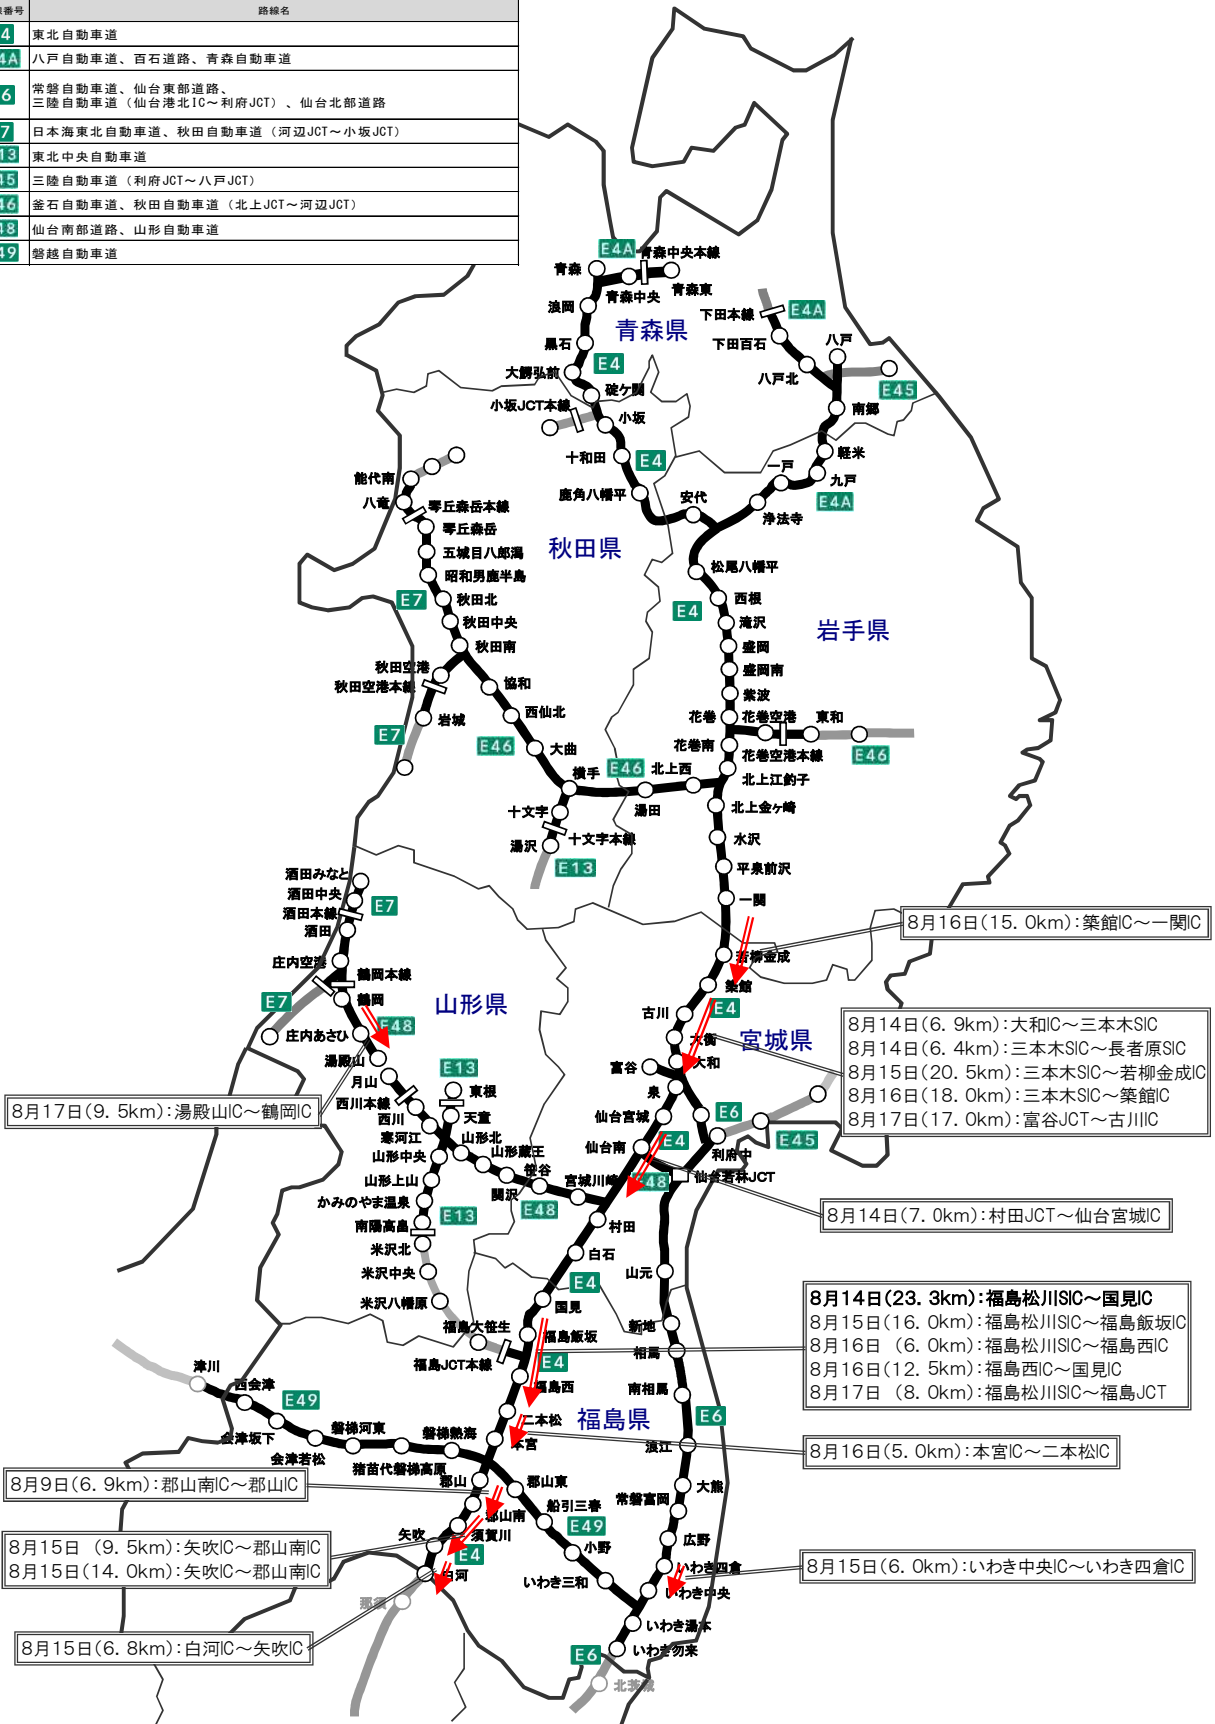 線番号 路線名
4 東北自動車道
4A 八戸自動車道、百石道路、青森自動車道
6 常磐自動車道、仙台東部道路、
三陸自動車道（仙台港北IC～利府JCT）、仙台北部道路
7 日本海東北自動車道、秋田自動車道（河辺JCT～小坂JCT）
13 東北中央自動車道
45 三陸自動車道（利府JCT～八戸JCT）
46 釜石自動車道、秋田自動車道（北上JCT～河辺JCT）
48 仙台南部道路、山形自動車道
49 磐越自動車道
E4A
青森中央本線
青森
青森中央
青森東
浪岡
青森県
下田本線
E4A
黒石
下田百石
八戸
E4
大鰐弘前
八戸北
碇ケ関
E45
小坂JCT本線
小坂
南郷
十和田
E4
軽米
一戸
九戸
能代南
鹿角八幡平
安代
E4A
八竜
琴丘森岳本線
浄法寺
琴丘森岳
秋田県
五城目八郎潟
昭和男鹿半島
松尾八幡平
E7
秋田北
E4
西根
秋田中央
滝沢
岩手県
秋田南
盛岡
秋田空港
盛岡南
秋田空港本線
協和
紫波
岩城
西仙北
花巻
花巻空港
東和
E7
E46
大曲
花巻南
花巻空港本線
E46
横手
E46
北上西
北上江釣子
十文字
湯田
北上金ヶ崎
十文字本線
湯沢
水沢
E13
平泉前沢
酒田みなと
酒田中央
一関
酒田本線
E7
酒田
8月16日(15.0km):築館IC～一関IC
庄内空港
若柳金成
鶴岡本線
築館
鶴岡
山形県
E4
E7
古川
E48
宮城県
庄内あさひ
大衡
8月14日(6.9km):大和IC～三本木SIC
8月14日(6.4km):三本木SIC～長者原SIC
8月15日(20.5km):三本木SIC～若柳金成IC
8月16日(18.0km):三本木SIC～築館IC
8月17日(17.0km):富谷JCT～古川IC
湯殿山
大和
月山
E13
富谷
西川本線
東根
泉
8月17日(9.5km):湯殿山IC～鶴岡IC
西川
天童
仙台宮城
E6
寒河江
山形北
E4
E45
山形中央
山形蔵王
仙台南
利府中
笹谷
山形上山
関沢
宮城川崎
E48
仙台若林JCT
かみのやま温泉
E48
南陽高畠
E13
村田
8月14日(7.0km):村田JCT～仙台宮城IC
米沢北
白石
米沢中央
山元
E4
米沢八幡原
国見
8月14日(23.3km):福島松川SIC～国見IC
8月15日(16.0km):福島松川SIC～福島飯坂IC
8月16日 (6.0km):福島松川SIC～福島西IC
8月16日(12.5km):福島西IC～国見IC
8月17日 (8.0km):福島松川SIC～福島JCT
福島大笹生
福島飯坂
新地
福島JCT本線
E4
相馬
津川
西会津
福島西
南相馬
E49
会津坂下
磐梯河東
磐梯熱海
二本松
福島県
E6
会津若松
本宮
浪江
8月16日(5.0km):本宮IC～二本松IC
猪苗代磐梯高原
郡山
8月9日(6.9km):郡山南IC～郡山IC
郡山東
大熊
船引三春
常磐富岡
郡山南
E49
8月15日 (9.5km):矢吹IC～郡山南IC
8月15日(14.0km):矢吹IC～郡山南IC
矢吹
須賀川
小野
広野
E4
白河
いわき三和
いわき四倉
8月15日(6.0km):いわき中央IC～いわき四倉IC
那須
いわき中央
いわき湯本
8月15日(6.8km):白河IC～矢吹IC
E6
いわき勿来
北茨城